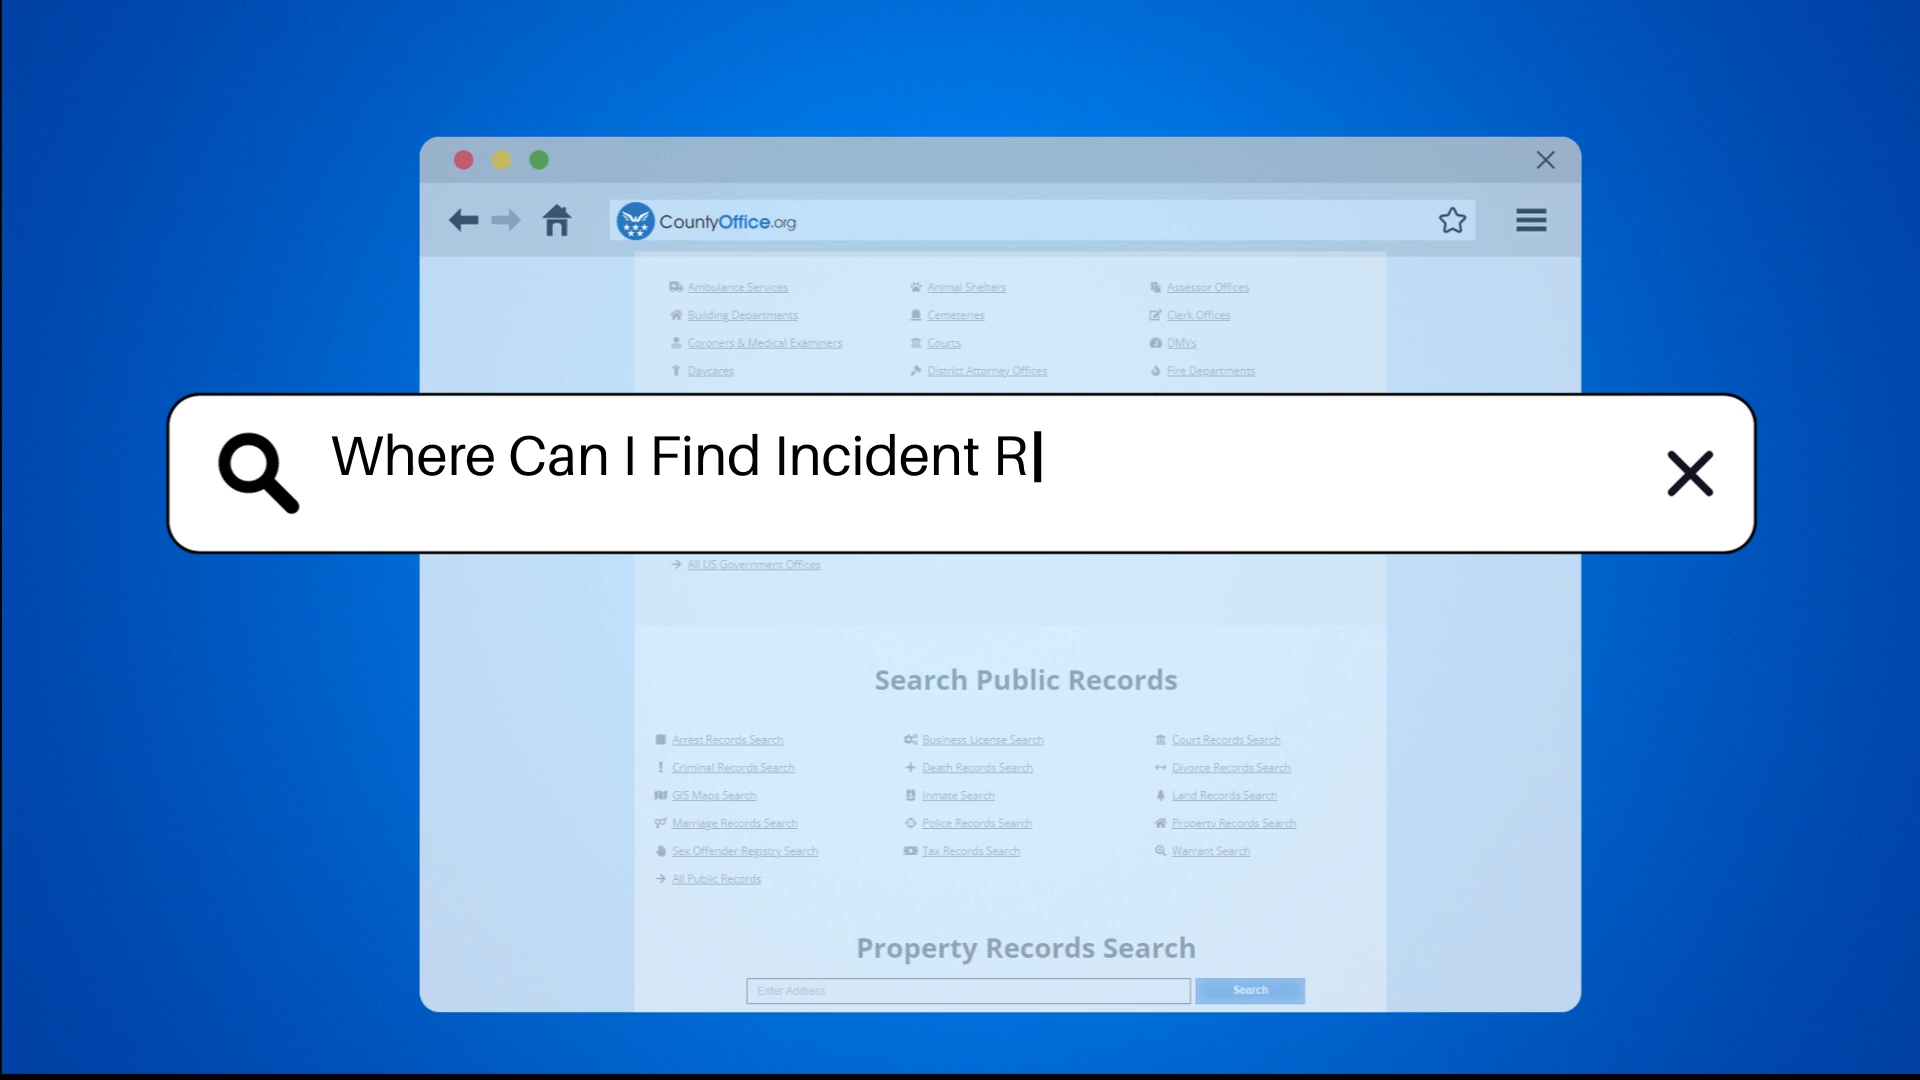 CountyOffice.org
Ambulance Services Animal Shelters Assessor Offices
Building Departments Cemeteries Clerk Offices
Coroners & Medical Examiners Courts DMVs
Daycares District Attorney Offices Fire Departments
Where Can I Find Incident R
All US Government Offices
Search Public Records
Arrest Records Search Business License Search Court Records Search
Criminal Records Search Death Records Search Divorce Records Search
GIS Maps Search Inmate Search Land Records Search
Marriage Records Search Police Records Search Property Records Search
Sex Offender Registry Search Tax Records Search Warrant Search
All Public Records
Property Records Search
Enter Address Search